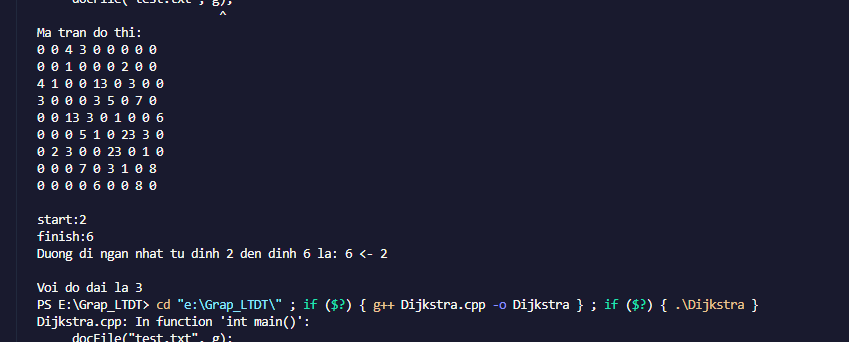 docFile("test.txt", g);
^
Ma tran do thi:
0 0 4 3 0 0 0 0 0
0 0 1 0 0 0 2 0 0
4 1 0 0 13 0 3 0 0
3 0 0 0 3 5 0 7 0
0 0 13 3 0 1 0 0 6
0 0 0 5 1 0 23 3 0
0 2 3 0 0 23 0 1 0
0 0 0 7 0 3 1 0 8
0 0 0 0 6 0 0 8 0
start:2
finish:6
Duong di ngan nhat tu dinh 2 den dinh 6 la: 6 <- 2
Voi do dai la 3
PS E:\Grap_LTDT> cd "e:\Grap_LTDT\" ; if ($?) { g++ Dijkstra.cpp -o Dijkstra } ; if ($?) { .\Dijkstra }
Dijkstra.cpp: In function 'int main()':
docFile("test.txt", g);